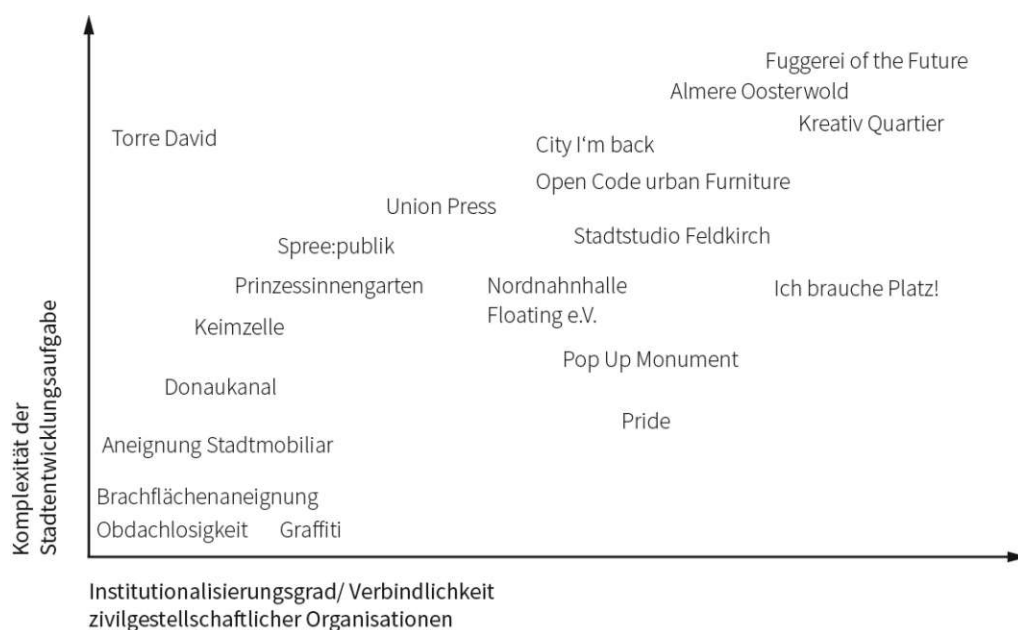 Fuggerei of the Future
Almere Oosterwold
Kreativ Quartier
Torre David
City I'm back
Open Code urban Furniture
Union Press
Stadtstudio Feldkirch
Spree:publik
Prinzessinnengarten
Nordnahnhalle
Ich brauche Platz!
Floating e.V.
Keimzelle
Pop Up Monument
Donaukanal
Pride
Aneignung Stadtmobiliar
Brachflächenaneignung
Obdachlosigkeit
Graffiti
Komplexität der
Stadtentwicklungsaufgabe
Institutionalisierungsgrad/ Verbindlichkeit
zivilgestellschaftlicher Organisationen